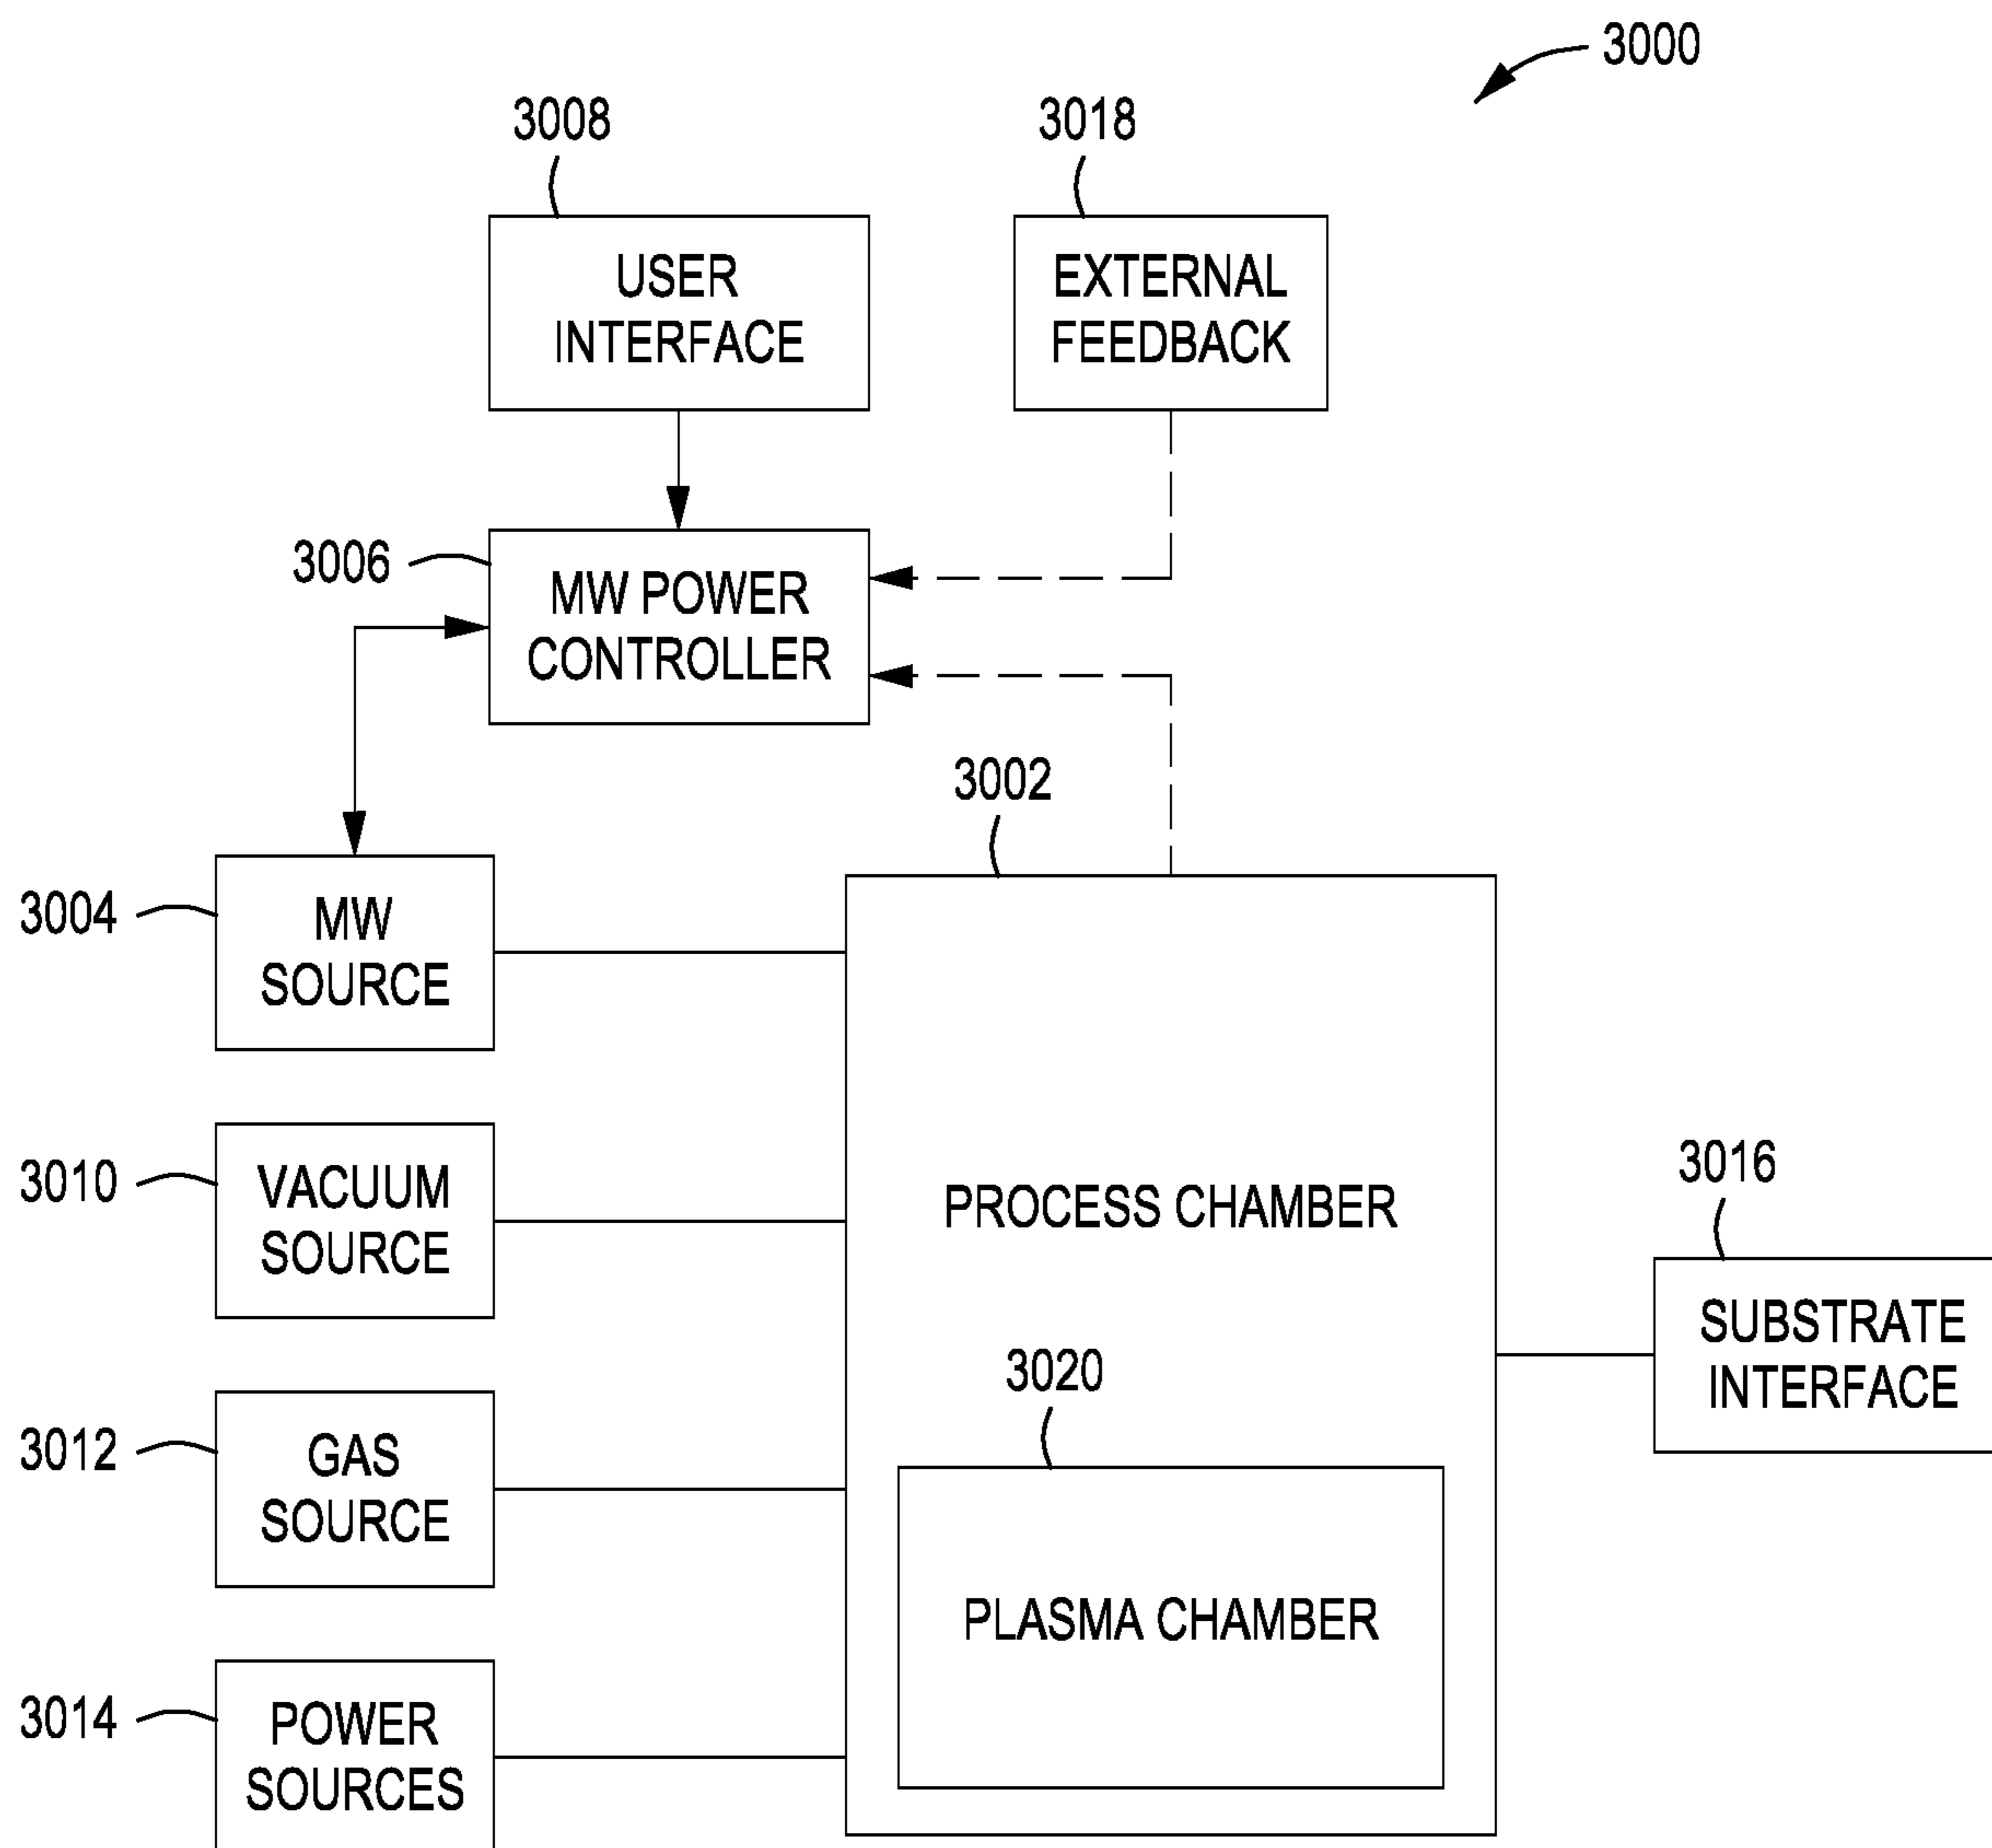 3000
3008
3018
USER
INTERFACE
EXTERNAL
FEEDBACK
3006
MW POWER
CONTROLLER
3002
3004
MW
SOURCE
3010
VACUUM
SOURCE
PROCESS CHAMBER
3016
SUBSTRATE
INTERFACE
3020
3012
GAS
SOURCE
PLASMA CHAMBER
3014
POWER
SOURCES